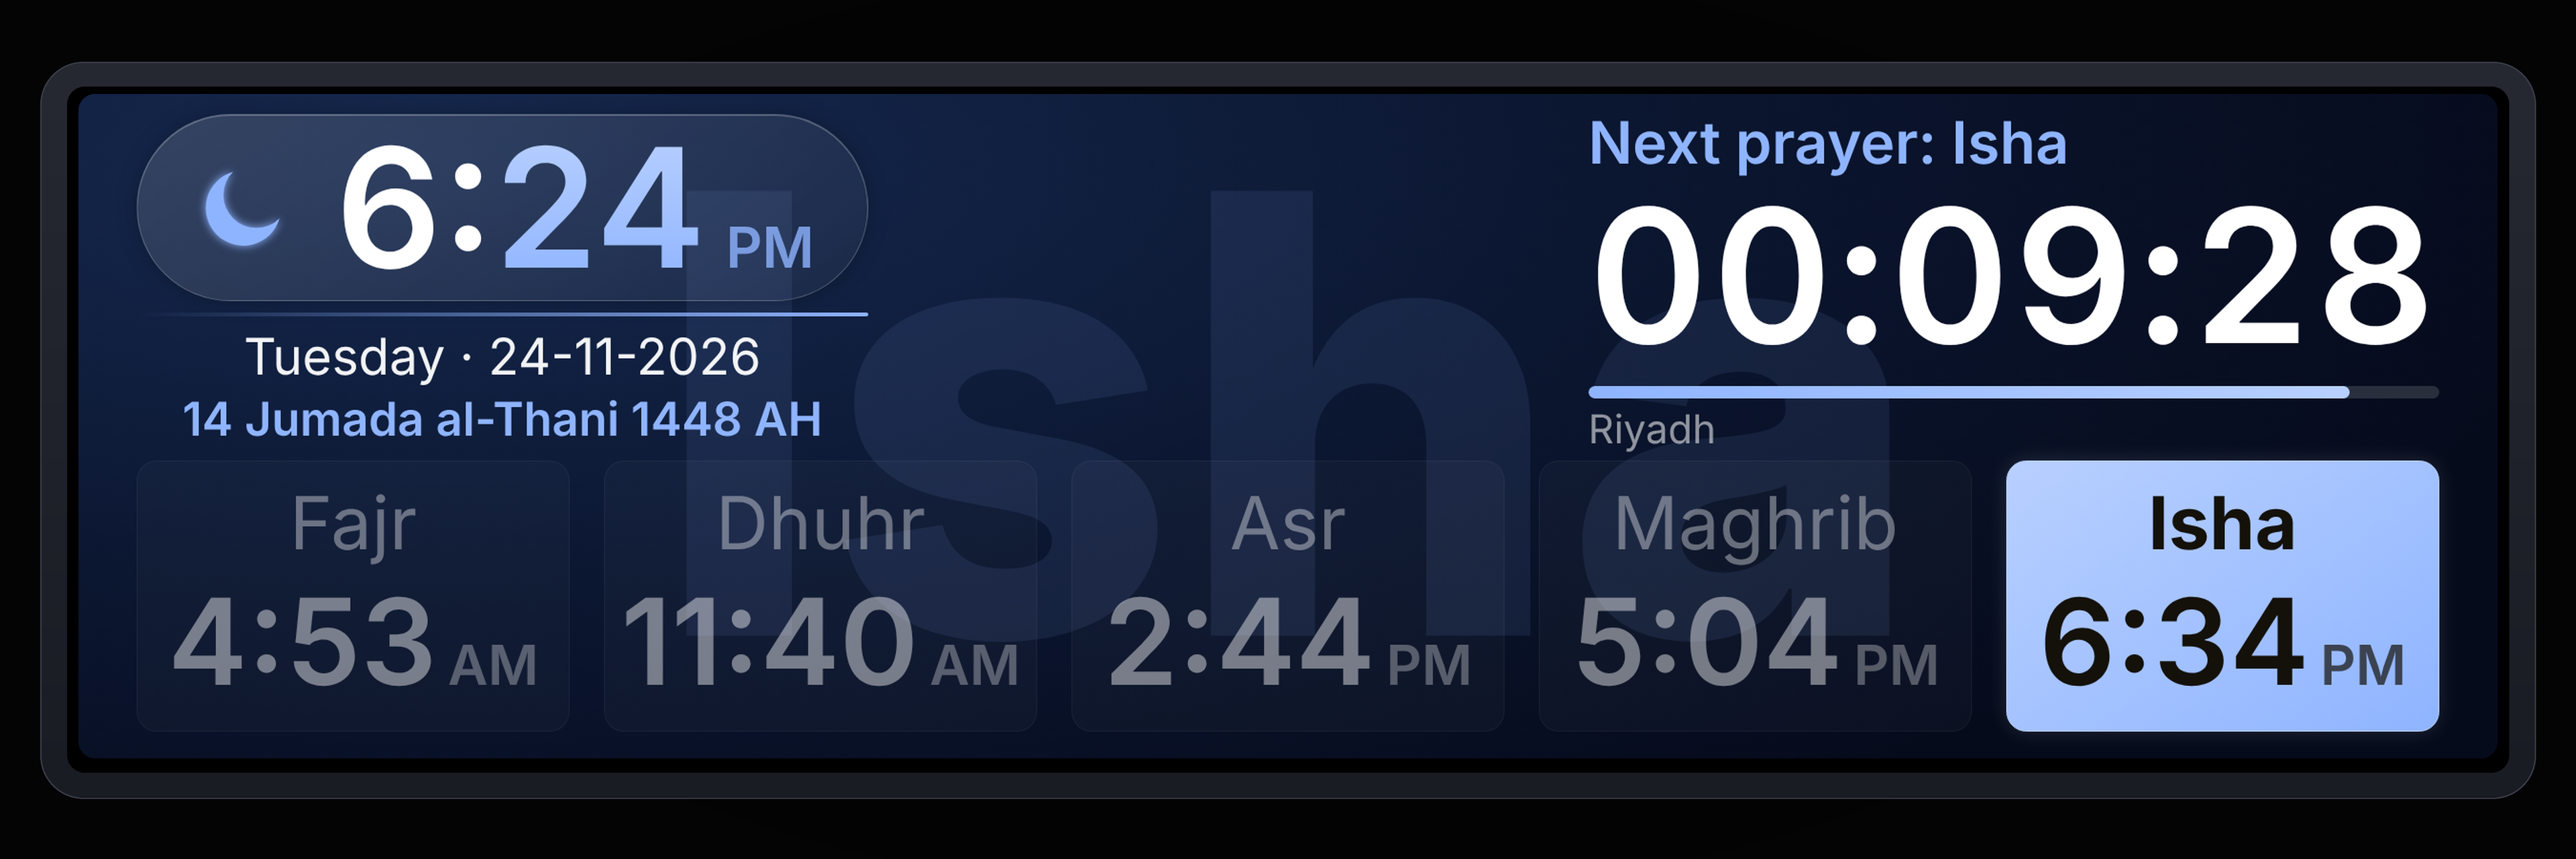 6:24 PM
Tuesday · 24-11-2026
14 Jumada al-Thani 1448 AH
Next prayer: Isha
00:09:28
Riyadh
Isha
Fajr
4:53 AM
Dhuhr
11:40 AM
Asr
2:44 PM
Maghrib
5:04 PM
Isha
6:34 PM